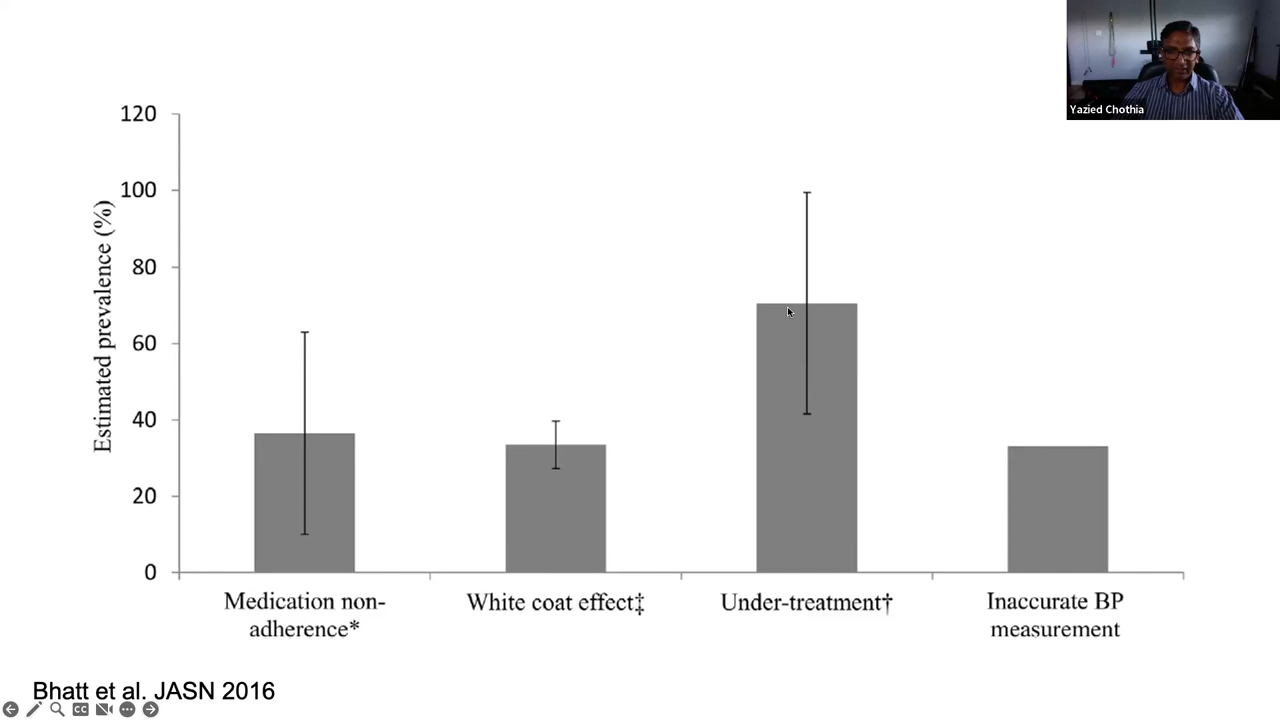 Yazied Chothia
120
100
80
60
40
20
0
Estimated prevalence (%)
Medication non-
adherence*
White coat effect‡
Under-treatment†
Inaccurate BP
measurement
Bhatt et al. JASN 2016
CC